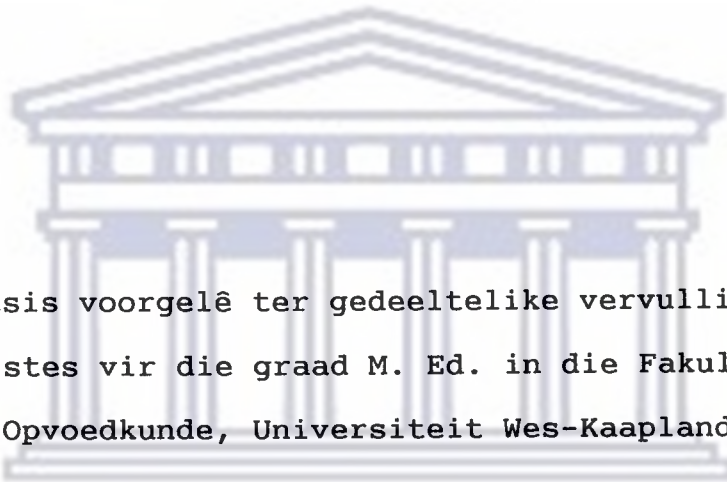 sis voorgelê ter gedeeltelike vervulli
stes vir die graad M. Ed. in die Fakul
Opvoedkunde, Universiteit Wes-Kaapland